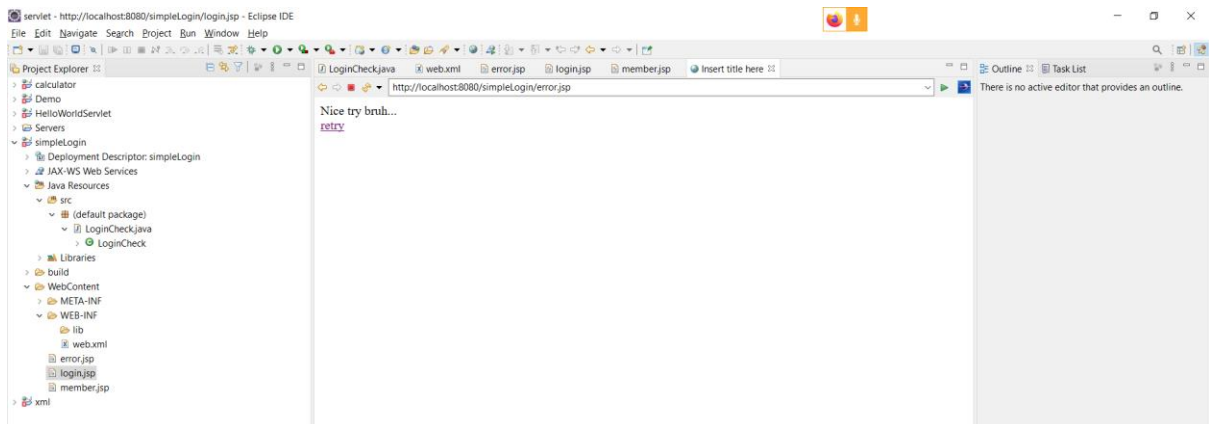 servlet - http://localhost:8080/simpleLogin/login.jsp - Eclipse IDE
File Edit Navigate Search Project Run Window Help
Project Explorer
calculator
Demo
HelloWorldServlet
Servers
simpleLogin
Deployment Descriptor: simpleLogin
JAX-WS Web Services
Java Resources
src
(default package)
LoginCheck.java
LoginCheck
Libraries
build
WebContent
META-INF
WEB-INF
lib
web.xml
error.jsp
login.jsp
member.jsp
xml
LoginCheck.java web.xml error.jsp login.jsp member.jsp Insert title here
http://localhost:8080/simpleLogin/error.jsp
Nice try bruh...
retry
Outline Task List
There is no active editor that provides an outline.